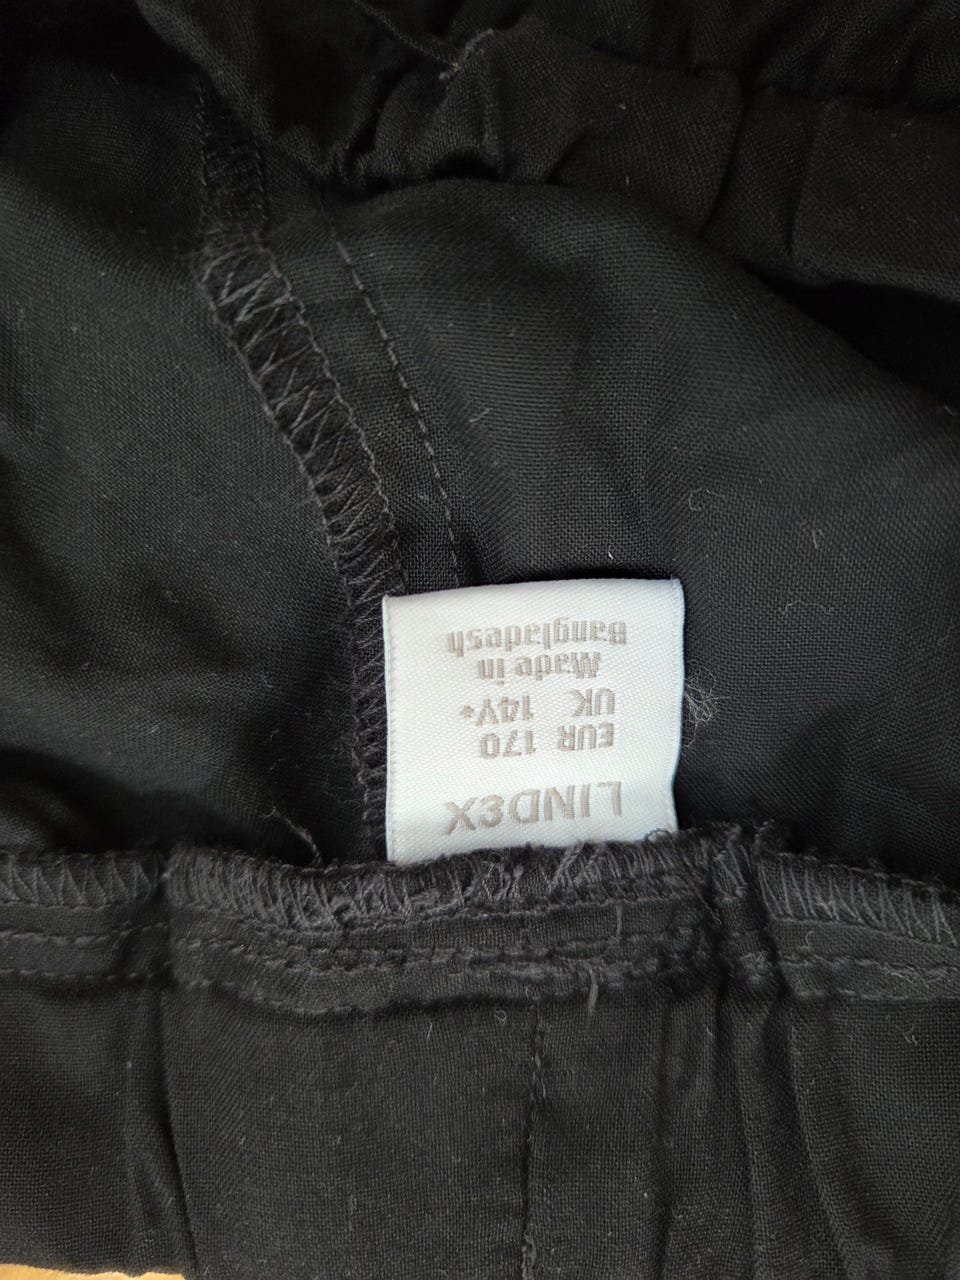 LINDEX
EUR 170
UK 14Y+
Made in
Bangladesh